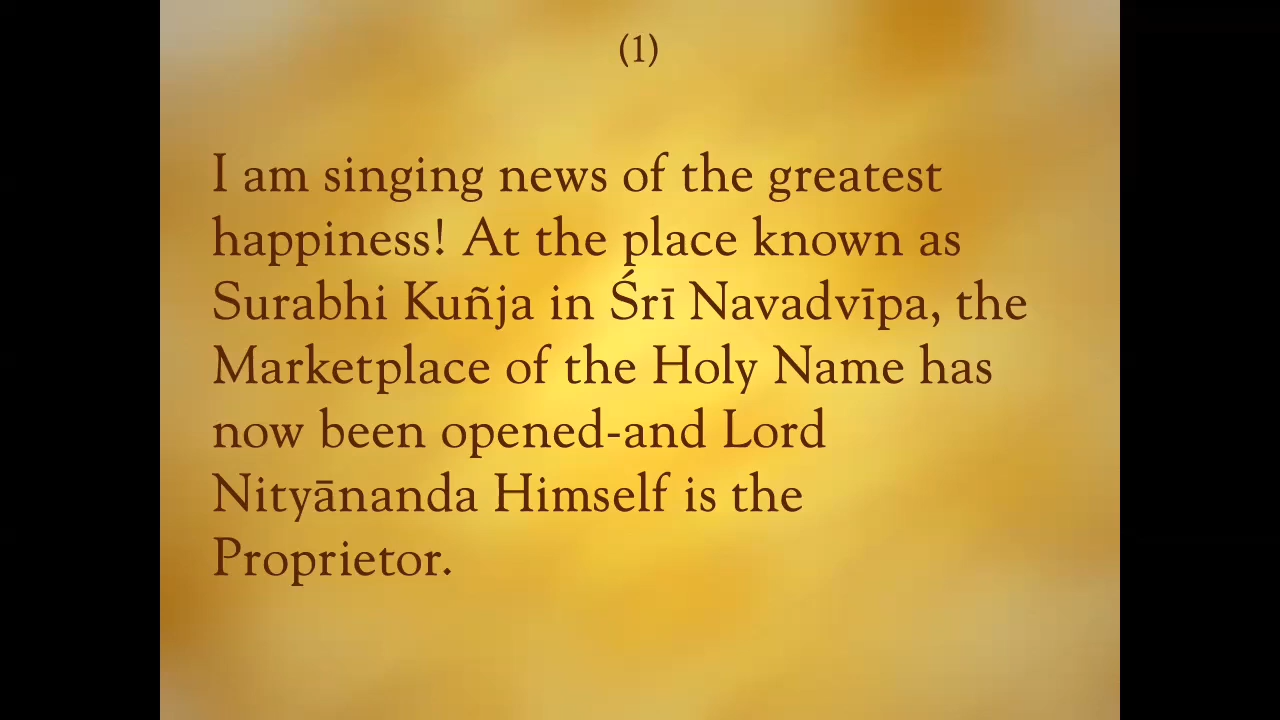 (1)
I am singing news of the greatest
happiness! At the place known as
Surabhi Kuñja in Śrī Navadvīpa, the
Marketplace of the Holy Name has
now been opened-and Lord
Nityānanda Himself is the
Proprietor.